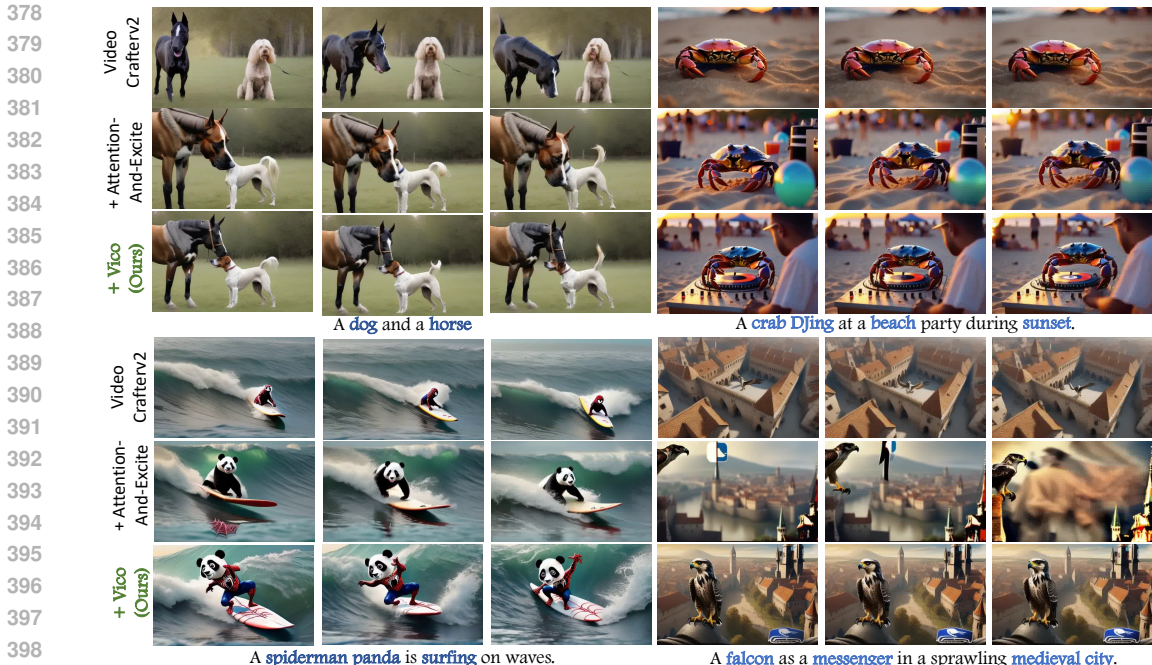 378
379
380
381
382
383
384
385
386
387
388
389
390
391
392
393
394
395
396
397
398
Video
Crafterv2
+ Attention-
And-Excite
+ Vico
(Ours)
A dog and a horse
A crab DJing at a beach party during sunset.
Video
Crafterv2
+ Attention-
And-Excite
+ Vico
(Ours)
A spiderman panda is surfing on waves.
A falcon as a messenger in a sprawling medieval city.